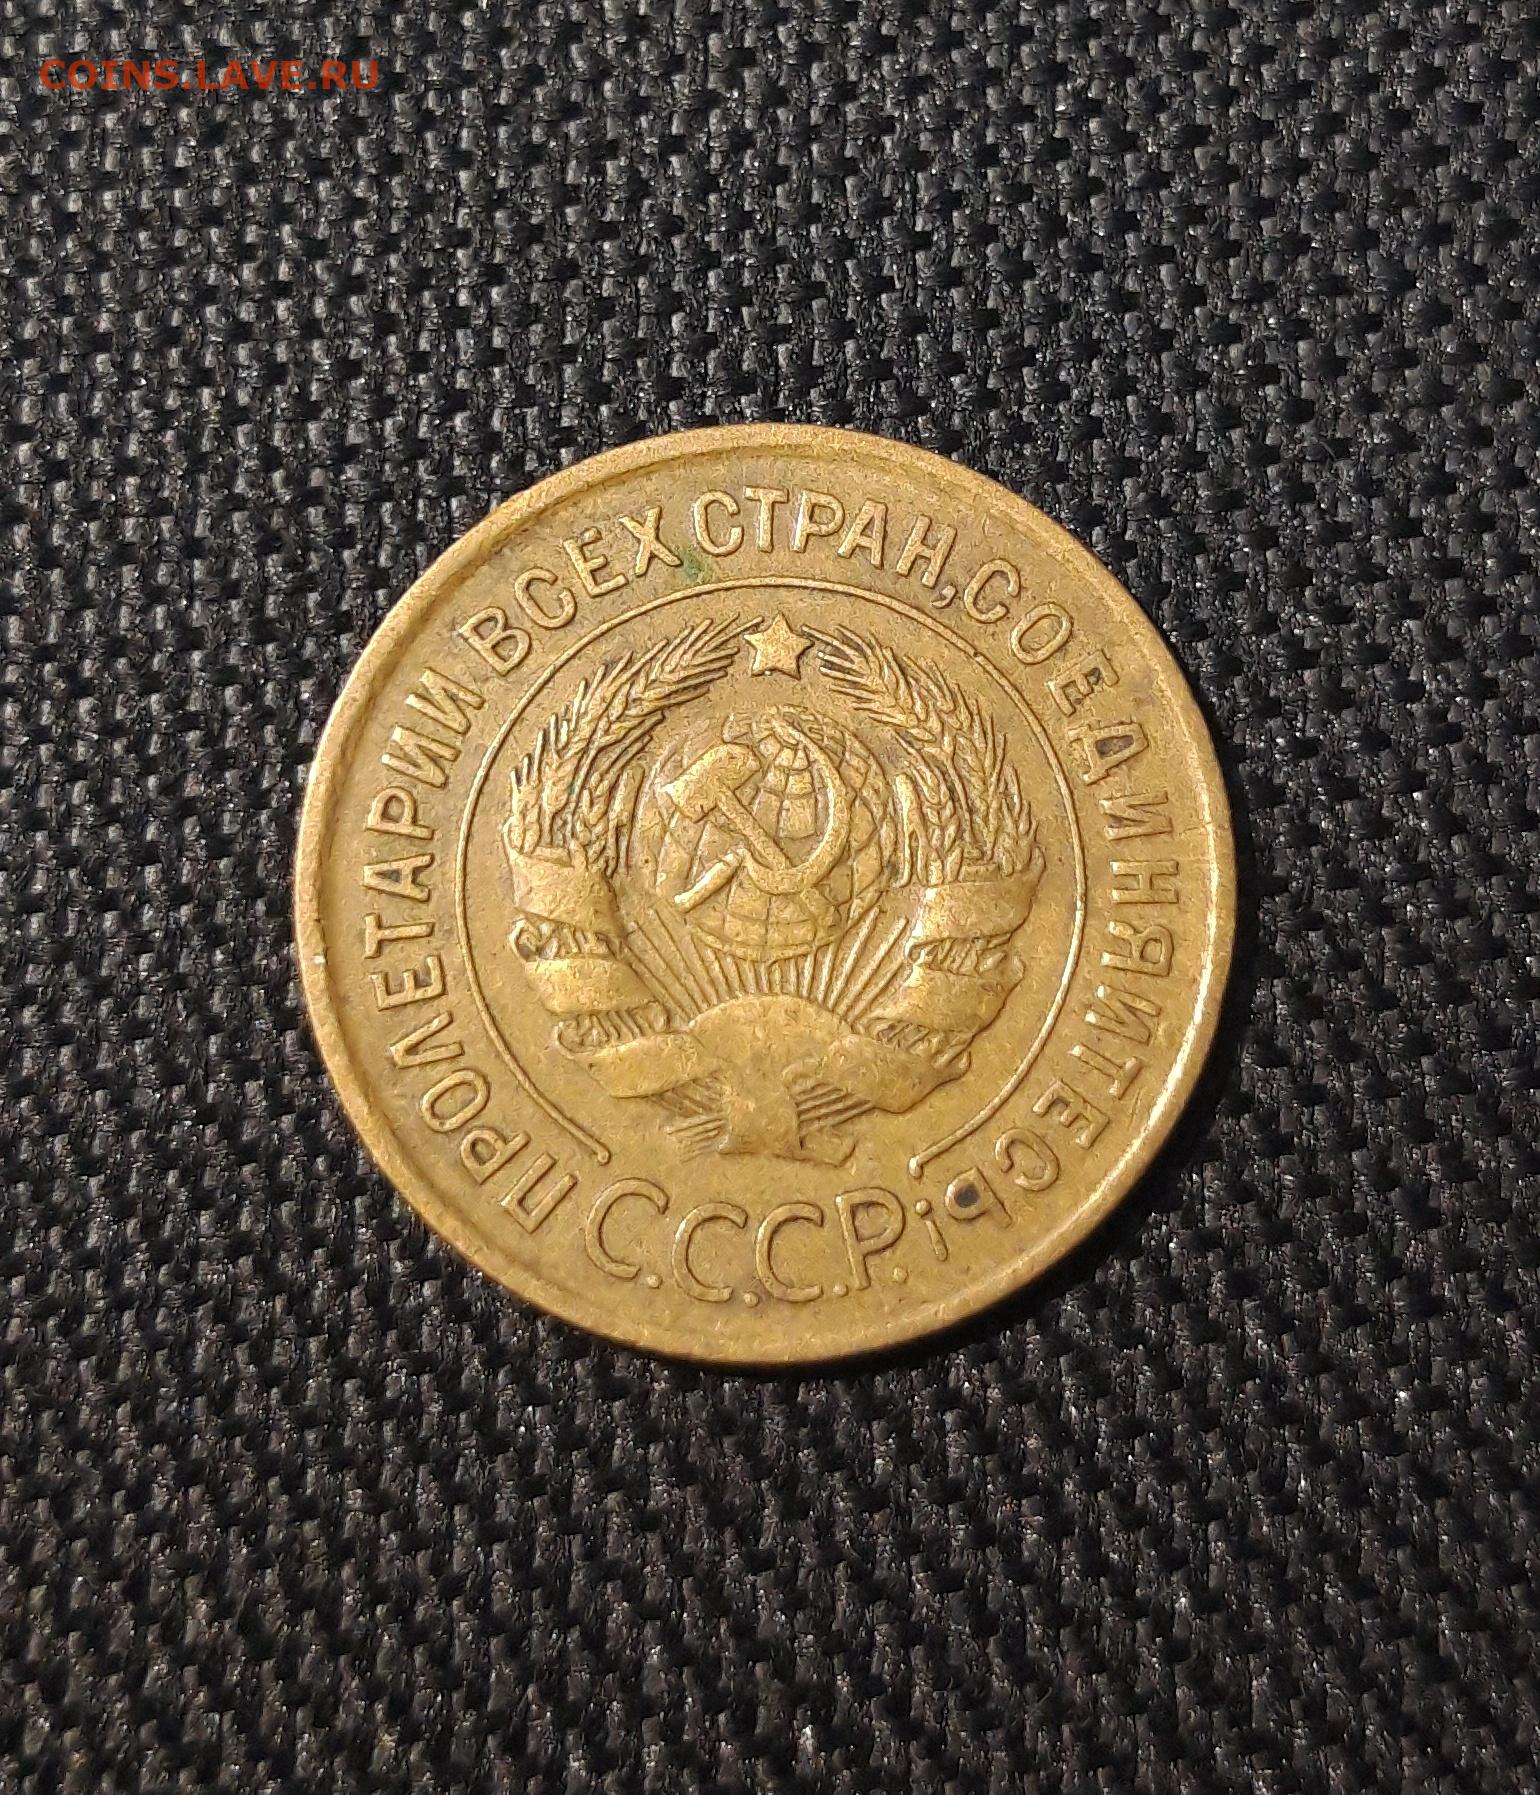 COINS.LAVE.RU
ПРОЛЕТАРИИ ВСЕХ СТРАН, СОЕДИНЯЙТЕСЬ!
С.С.С.Р.